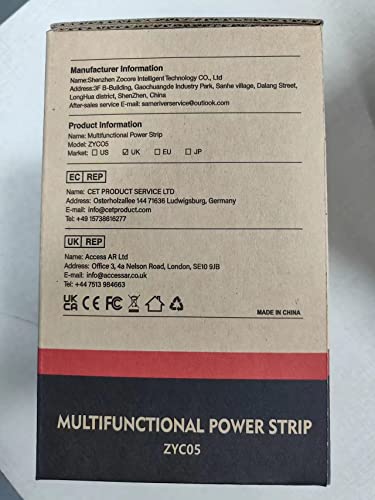 Manufacturer Information
Name:Shenzhen Zocore Intelligent Technology CO., Ltd
Address:3F B-Building, Gaochuangde Industry Park, Sanhe village, Dalang Street,
LongHua district, ShenZhen, China
After-sales service E-mail: sameriverservice@outlook.com
Product Information
Name: Multifunctional Power Strip
Model: ZYC05
Market: ☐ US ☑ UK ☐ EU ☐ JP
EC REP
Name: CET PRODUCT SERVICE LTD
Address: Osterholzallee 144 71636 Ludwigsburg, Germany
E-mail: info@cetproduct.com
Tel: +49 15738616277
UK REP
Name: Access AR Ltd
Address: Office 3, 4a Nelson Road, London, SE10 9JB
E-mail: info@accessar.co.uk
Tel: +44 7513 984663
UK CA CE FC
MADE IN CHINA
MULTIFUNCTIONAL POWER STRIP
ZYC05